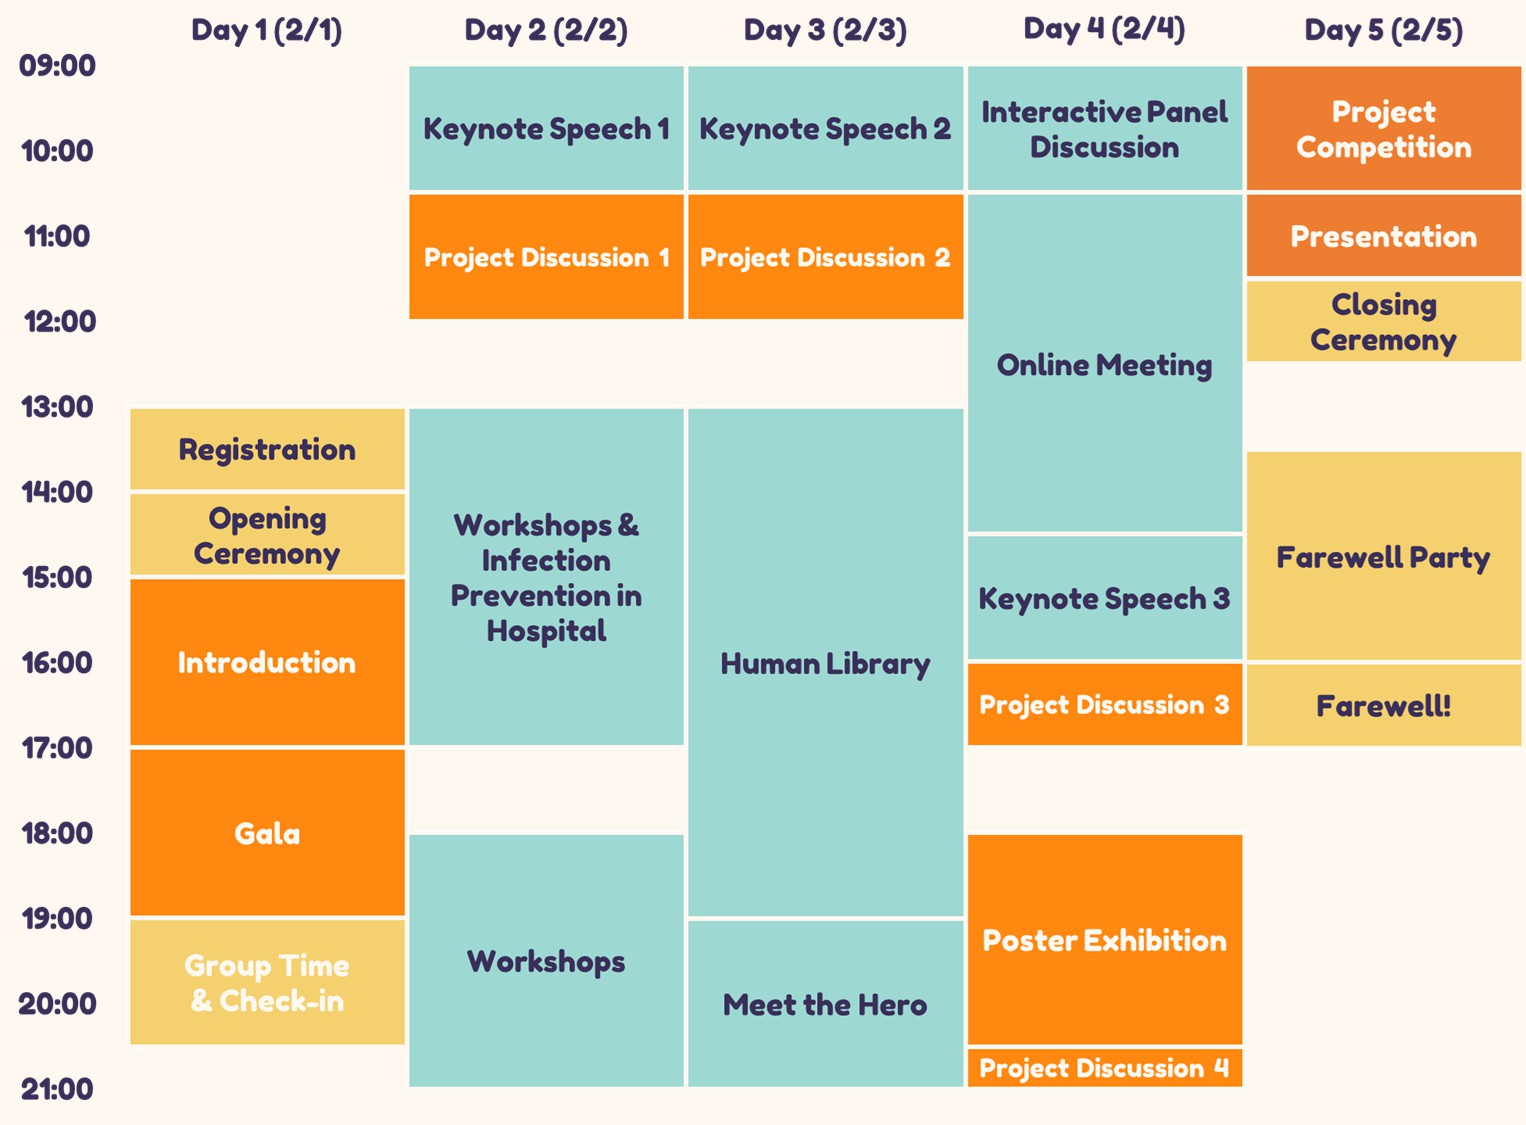 Day 1 (2/1)
Day 2 (2/2)
Day 3 (2/3)
Day 4 (2/4)
Day 5 (2/5)
09:00
10:00
11:00
12:00
13:00
14:00
15:00
16:00
17:00
18:00
19:00
20:00
21:00
Registration
Opening
Ceremony
Introduction
Gala
Group Time
& Check-in
Keynote Speech 1
Project Discussion 1
Workshops &
Infection
Prevention in
Hospital
Workshops
Keynote Speech 2
Project Discussion 2
Human Library
Meet the Hero
Interactive Panel
Discussion
Online Meeting
Keynote Speech 3
Project Discussion 3
Poster Exhibition
Project Discussion 4
Project
Competition
Presentation
Closing
Ceremony
Farewell Party
Farewell!